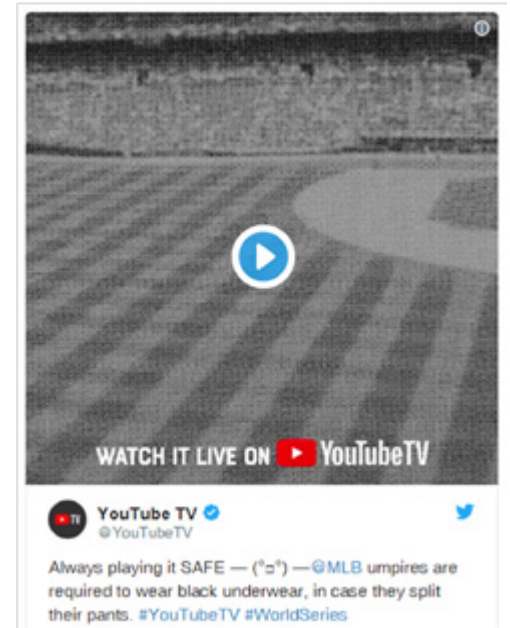 WATCH IT LIVE ON YouTubeTV
TV
YouTube TV
@YouTubeTV
Always playing it SAFE — (°ᴝ°) —@MLB umpires are
required to wear black underwear, in case they split
their pants. #YouTubeTV #WorldSeries